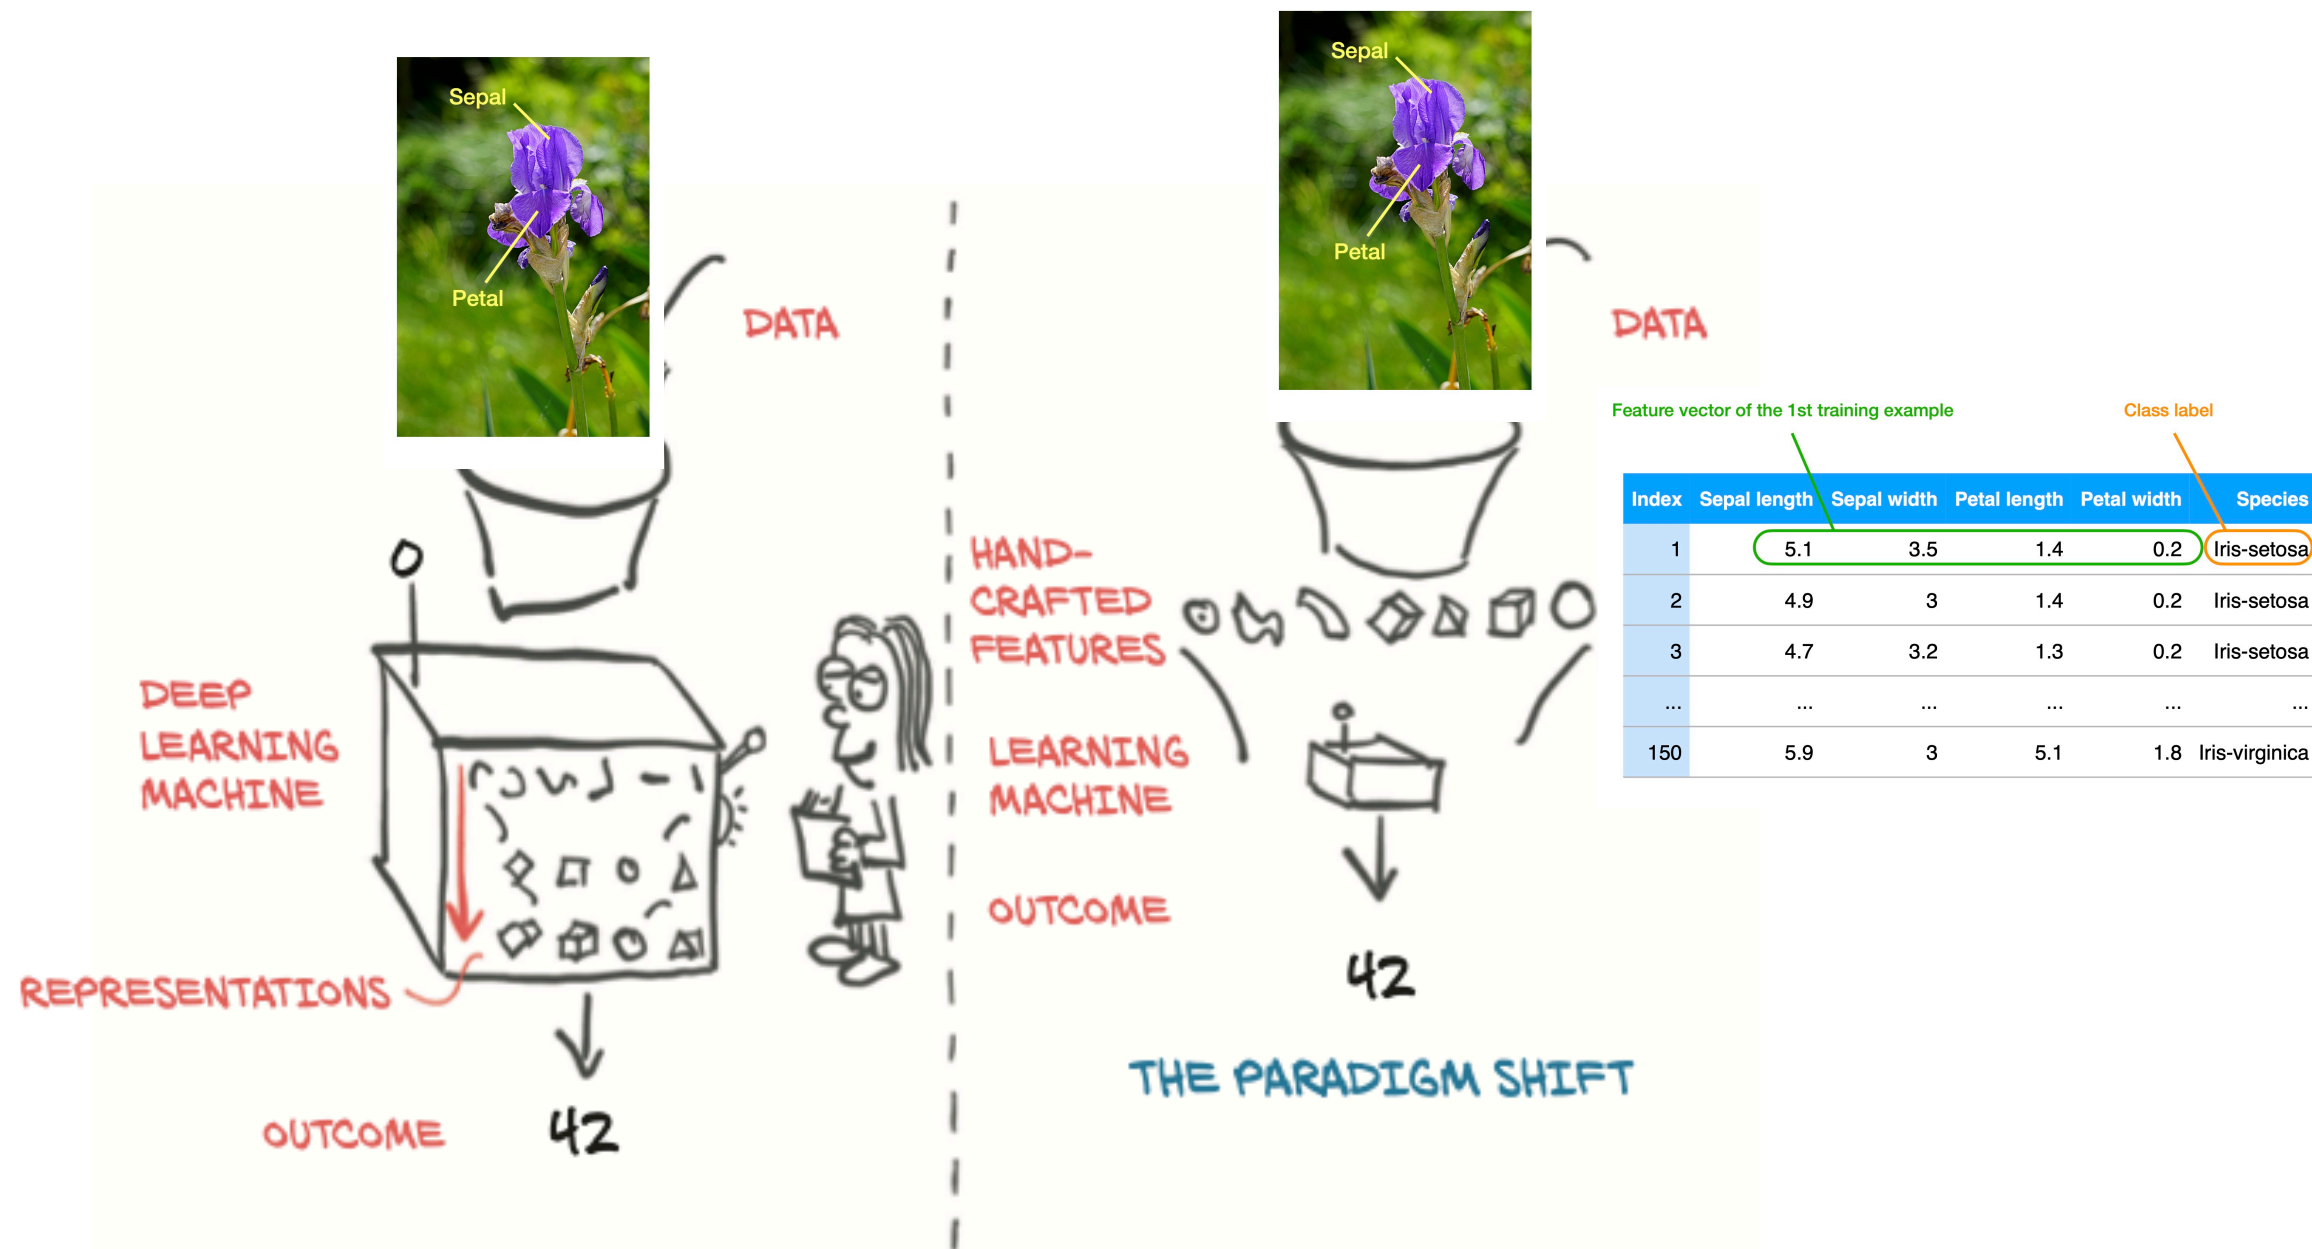 Sepal
Petal
DATA
DEEP
LEARNING
MACHINE
REPRESENTATIONS
OUTCOME
42
Sepal
Petal
DATA
HAND-
CRAFTED
FEATURES
LEARNING
MACHINE
OUTCOME
42
THE PARADIGM SHIFT
Feature vector of the 1st training example
Class label
Index Sepal length Sepal width Petal length Petal width Species
1 5.1 3.5 1.4 0.2 Iris-setosa
2 4.9 3 1.4 0.2 Iris-setosa
3 4.7 3.2 1.3 0.2 Iris-setosa
... ... ... ... ... ...
150 5.9 3 5.1 1.8 Iris-virginica